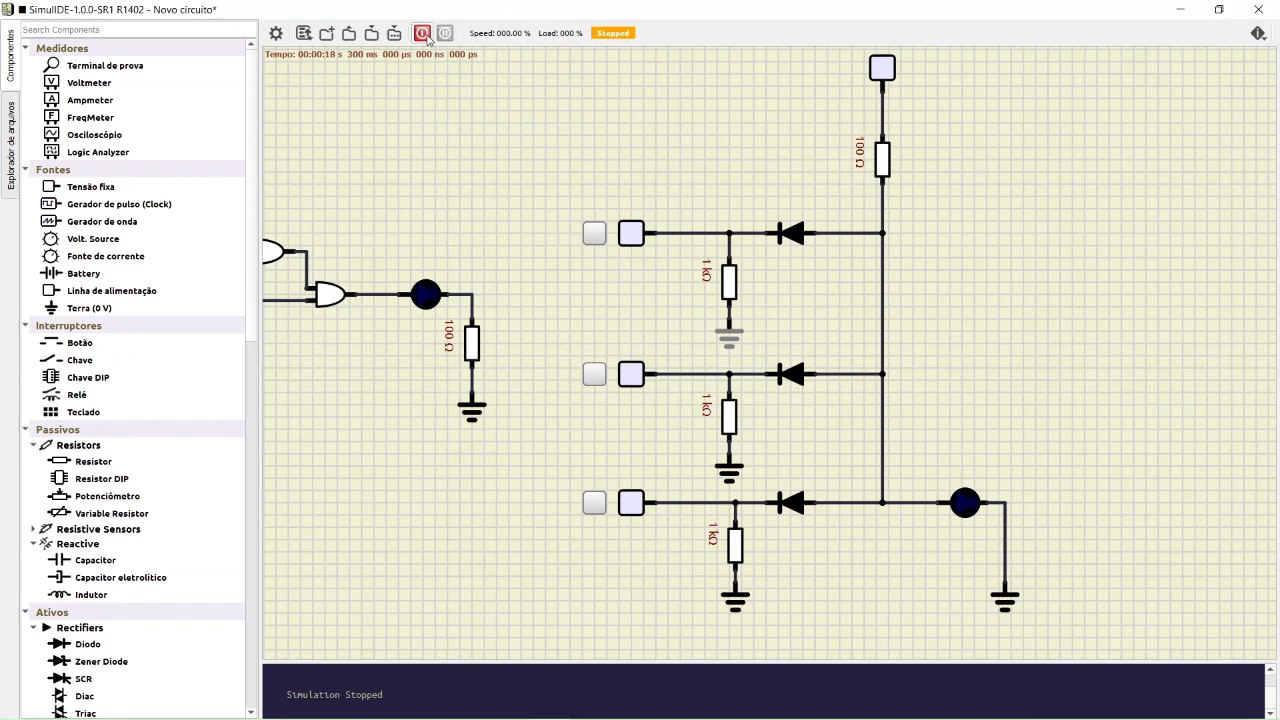 SimulIDE-1.0.0-SR1 R1402 - Novo circuito*
Componentes
Explorador de arquivos
Search Components
Speed: 000.00 % Load: 000 % Stopped
Tempo: 00:00:18 s 300 ms 000 µs 000 ns 000 ps
Medidores
Terminal de prova
Voltmeter
Ampmeter
FreqMeter
Osciloscópio
Logic Analyzer
Fontes
Tensão fixa
Gerador de pulso (Clock)
Gerador de onda
Volt. Source
Fonte de corrente
Battery
Linha de alimentação
Terra (0 V)
Interruptores
Botão
Chave
Chave DIP
Relé
Teclado
Passivos
Resistors
Resistor
Resistor DIP
Potenciômetro
Variable Resistor
Resistive Sensors
Reactive
Capacitor
Capacitor eletrolítico
Indutor
Ativos
Rectifiers
Diodo
Zener Diode
SCR
Diac
Triac
100 Ω
1 kΩ
100 Ω
1 kΩ
1 kΩ
Simulation Stopped